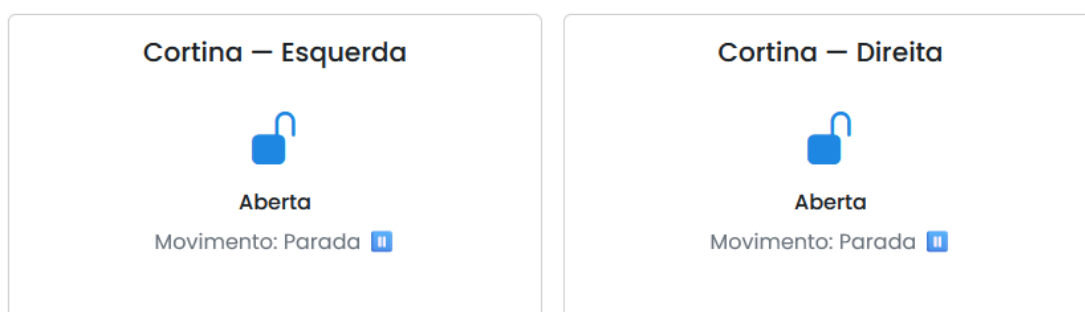 Cortina — Esquerda
Aberta
Movimento: Parada ⏸
Cortina — Direita
Aberta
Movimento: Parada ⏸